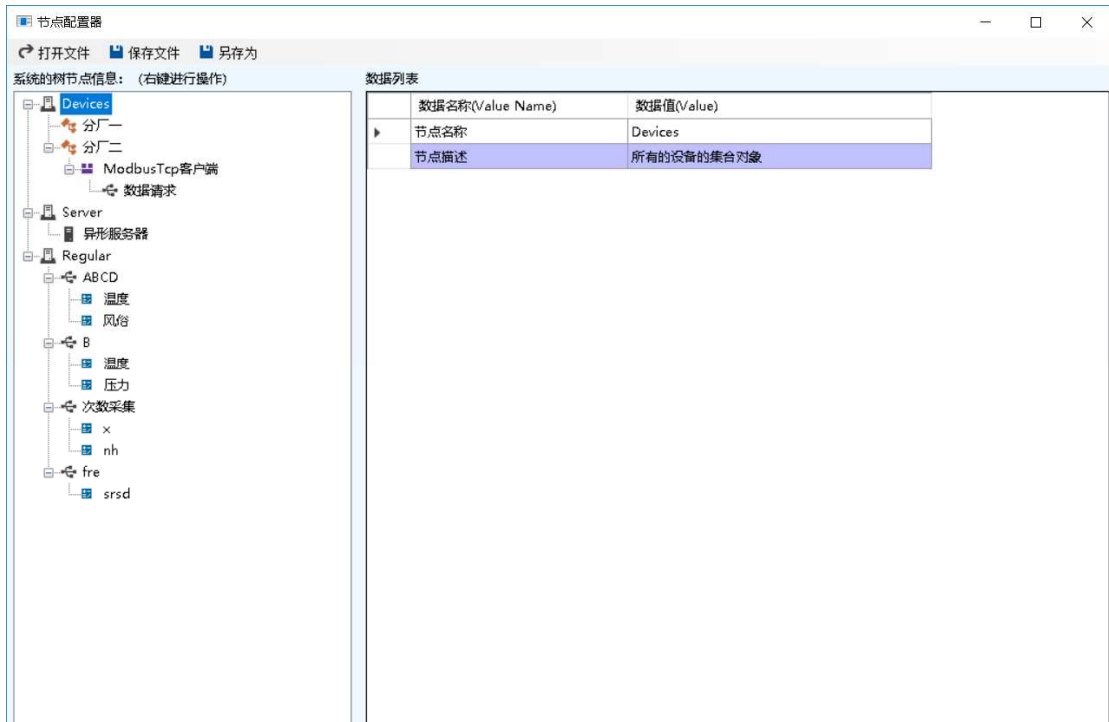 节点配置器
打开文件 保存文件 另存为
系统的树节点信息：（右键进行操作）
Devices
分厂一
分厂二
ModbusTcp客户端
数据请求
Server
异形服务器
Regular
ABCD
温度
风俗
B
温度
压力
次数采集
x
nh
fre
srsd
数据列表
数据名称(Value Name) 数据值(Value)
节点名称 Devices
节点描述 所有的设备的集合对象